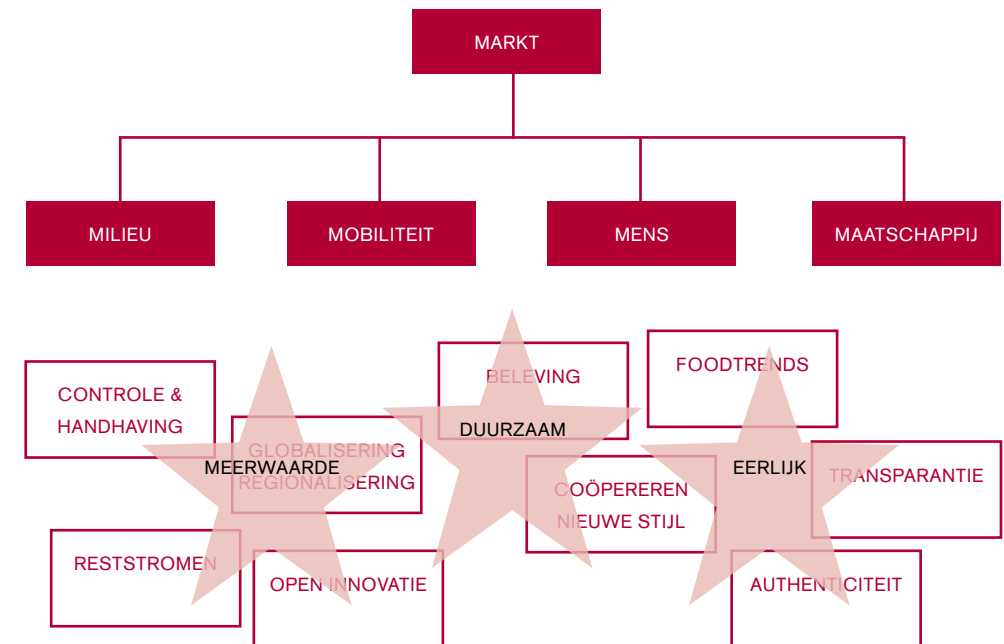 MARKT
MILIEU
MOBILITEIT
MENS
MAATSCHAPPIJ
CONTROLE &
HANDHAVING
GLOBALISERING
REGIONALISERING
MEERWAARDE
BELEVING
DUURZAAM
FOODTRENDS
EERLIJK
TRANSPARANTIE
COÖPEREREN
NIEUWE STIJL
RESTSTROMEN
OPEN INNOVATIE
AUTHENTICITEIT